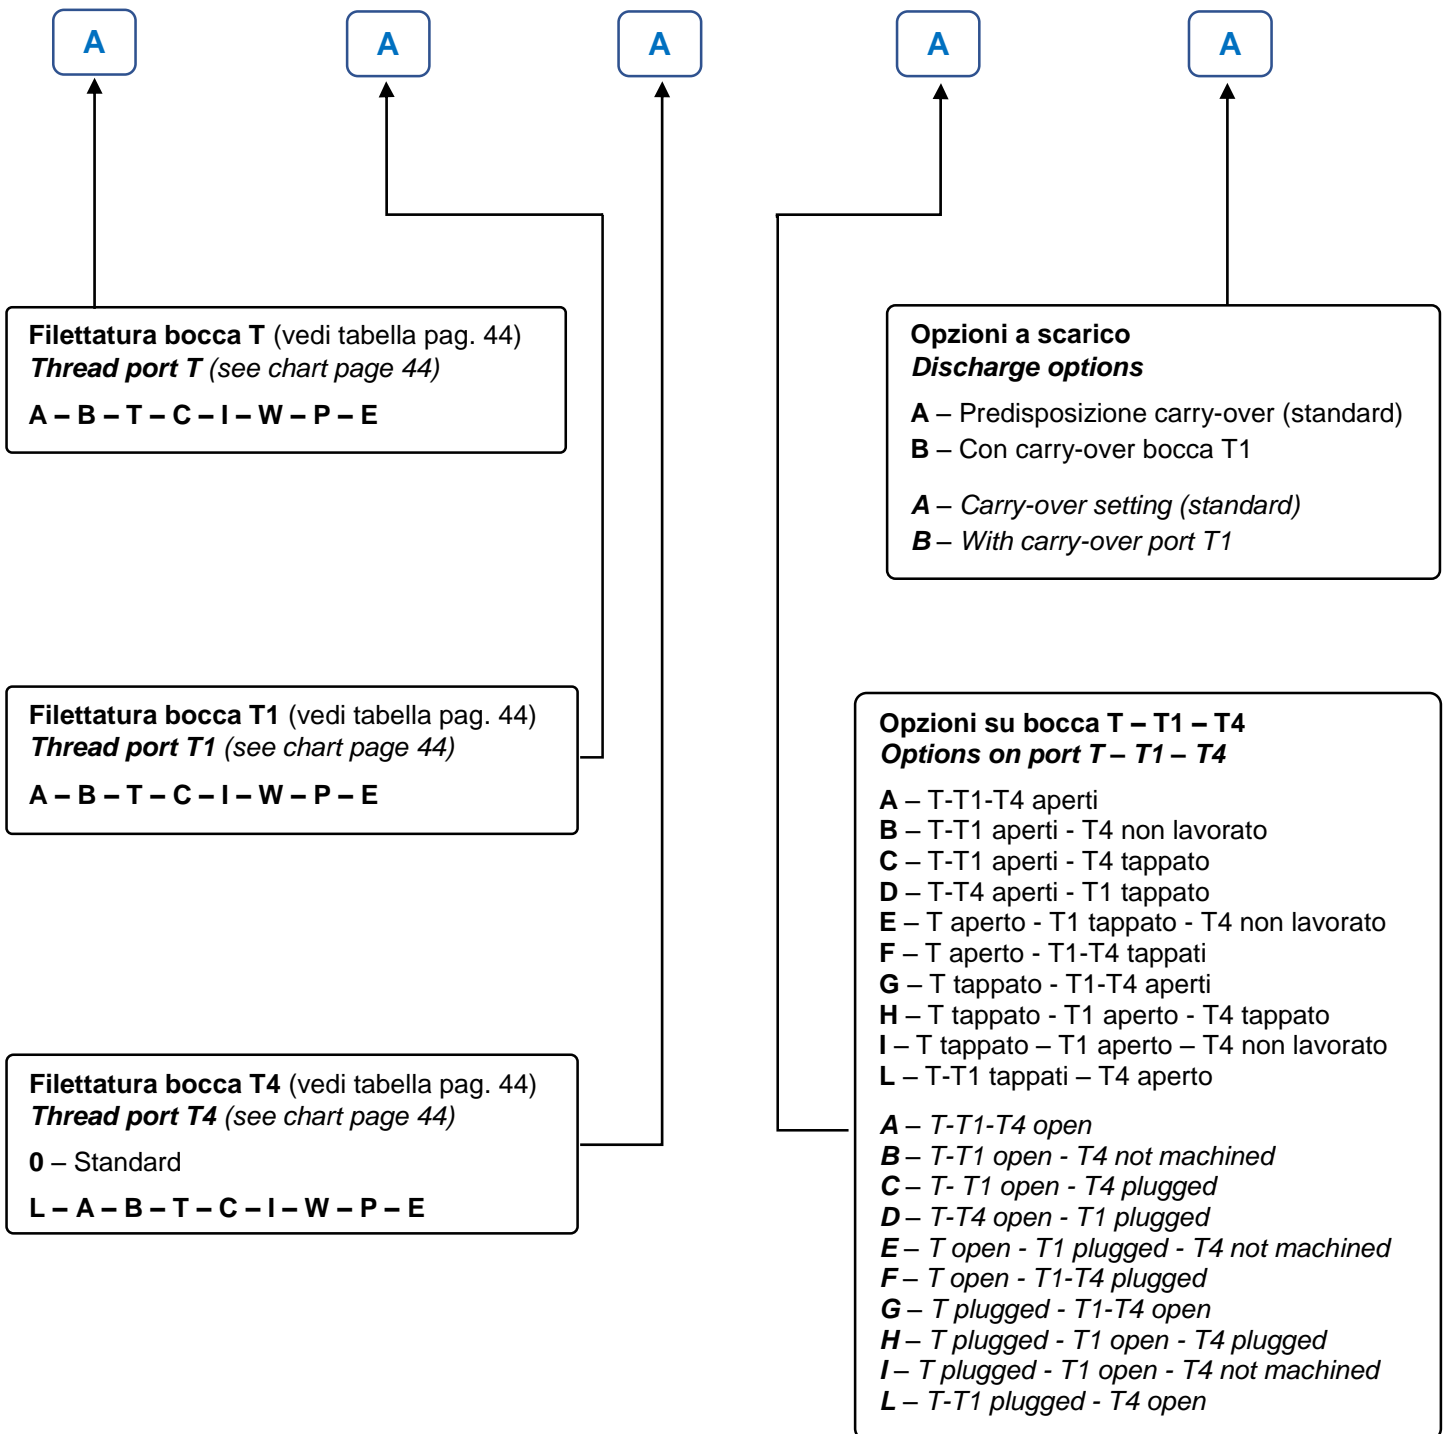 A A A A A
Filettatura bocca T (vedi tabella pag. 44)
Thread port T (see chart page 44)
A – B – T – C – I – W – P – E
Opzioni a scarico
Discharge options
A – Predisposizione carry-over (standard)
B – Con carry-over bocca T1
A – Carry-over setting (standard)
B – With carry-over port T1
Filettatura bocca T1 (vedi tabella pag. 44)
Thread port T1 (see chart page 44)
A – B – T – C – I – W – P – E
Filettatura bocca T4 (vedi tabella pag. 44)
Thread port T4 (see chart page 44)
0 – Standard
L – A – B – T – C – I – W – P – E
Opzioni su bocca T – T1 – T4
Options on port T – T1 – T4
A – T-T1-T4 aperti
B – T-T1 aperti - T4 non lavorato
C – T-T1 aperti - T4 tappato
D – T-T4 aperti - T1 tappato
E – T aperto - T1 tappato - T4 non lavorato
F – T aperto - T1-T4 tappati
G – T tappato - T1-T4 aperti
H – T tappato - T1 aperto - T4 tappato
I – T tappato – T1 aperto – T4 non lavorato
L – T-T1 tappati – T4 aperto
A – T-T1-T4 open
B – T-T1 open - T4 not machined
C – T- T1 open - T4 plugged
D – T-T4 open - T1 plugged
E – T open - T1 plugged - T4 not machined
F – T open - T1-T4 plugged
G – T plugged - T1-T4 open
H – T plugged - T1 open - T4 plugged
I – T plugged - T1 open - T4 not machined
L – T-T1 plugged - T4 open